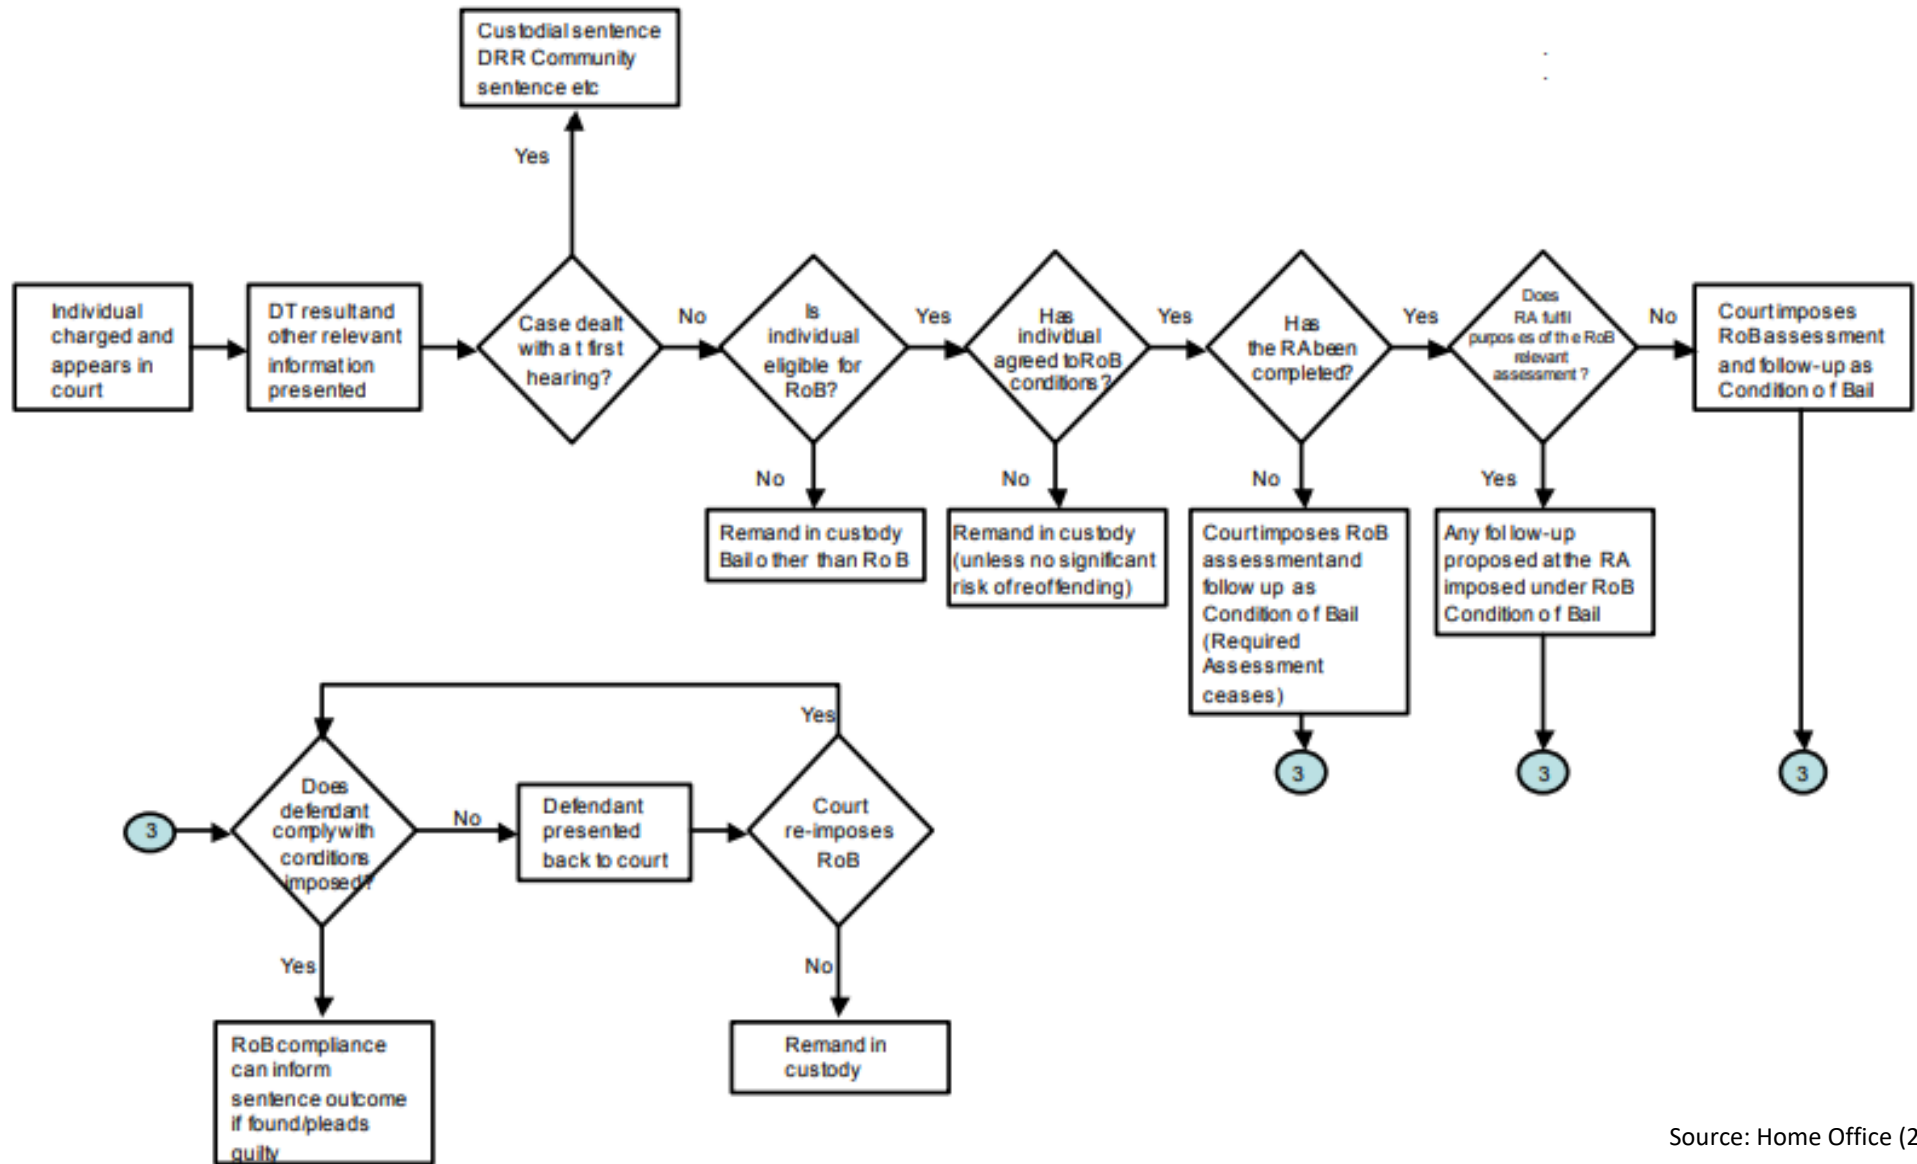 Custodial sentence
DRR Community
sentence etc
Yes
Individual
charged and
appears in
court
DT result and
other relevant
information
presented
Case dealt
with at first
hearing?
No
Is
individual
eligible for
RoB?
Yes
Has
individual
agreed to RoB
conditions?
Yes
Has
the RA been
completed?
Yes
Does
RA fulfil
purposes of the RoB
relevant
assessment?
No
Court imposes
RoB assessment
and follow-up as
Condition of Bail
No
Remand in custody
Bail other than RoB
No
Remand in custody
(unless no significant
risk of reoffending)
No
Court imposes RoB
assessment and
follow up as
Condition of Bail
(Required
Assessment
ceases)
Yes
Any follow-up
proposed at the RA
imposed under RoB
Condition of Bail
3
3
3
3
Does
defendant
comply with
conditions
imposed?
No
Defendant
presented
back to court
Court
re-imposes
RoB
Yes
Yes
RoB compliance
can inform
sentence outcome
if found/pleads
guilty
No
Remand in
custody
Source: Home Office (2